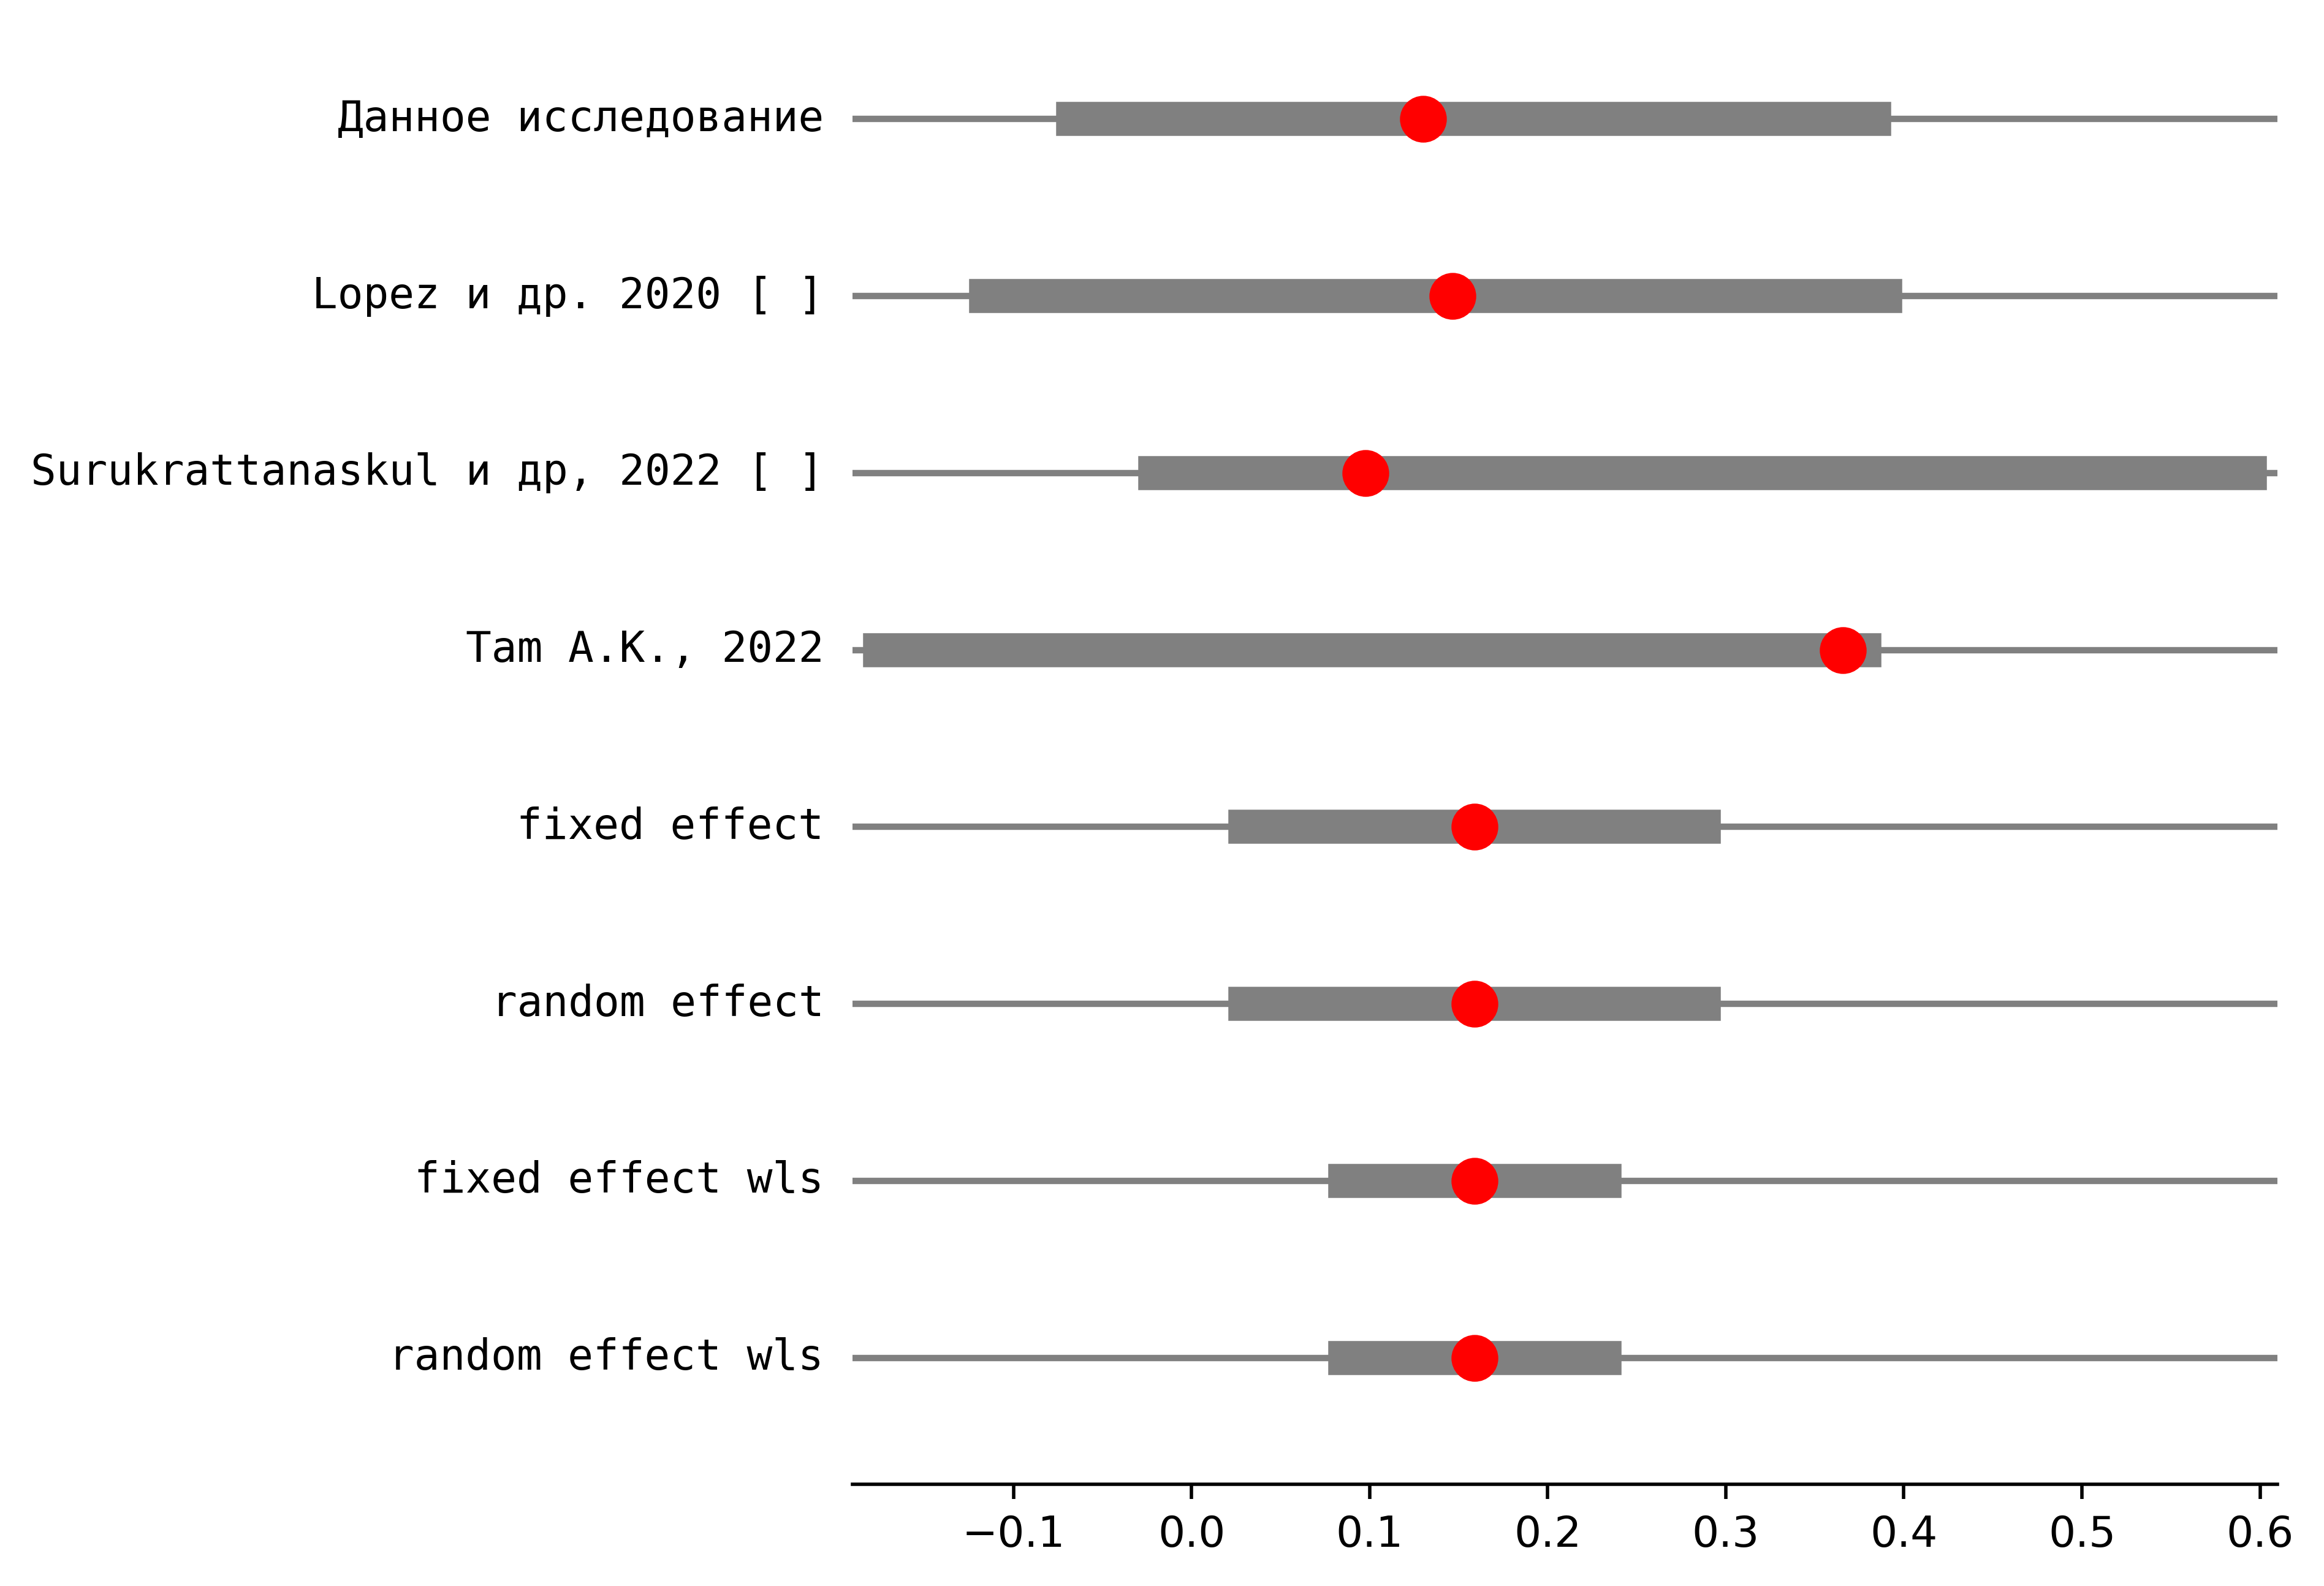 Данное исследование
Lopez и др. 2020 [ ]
Surukrattanaskul и др, 2022 [ ]
Tam A.K., 2022
fixed effect
random effect
fixed effect wls
random effect wls
−0.1 0.0 0.1 0.2 0.3 0.4 0.5 0.6